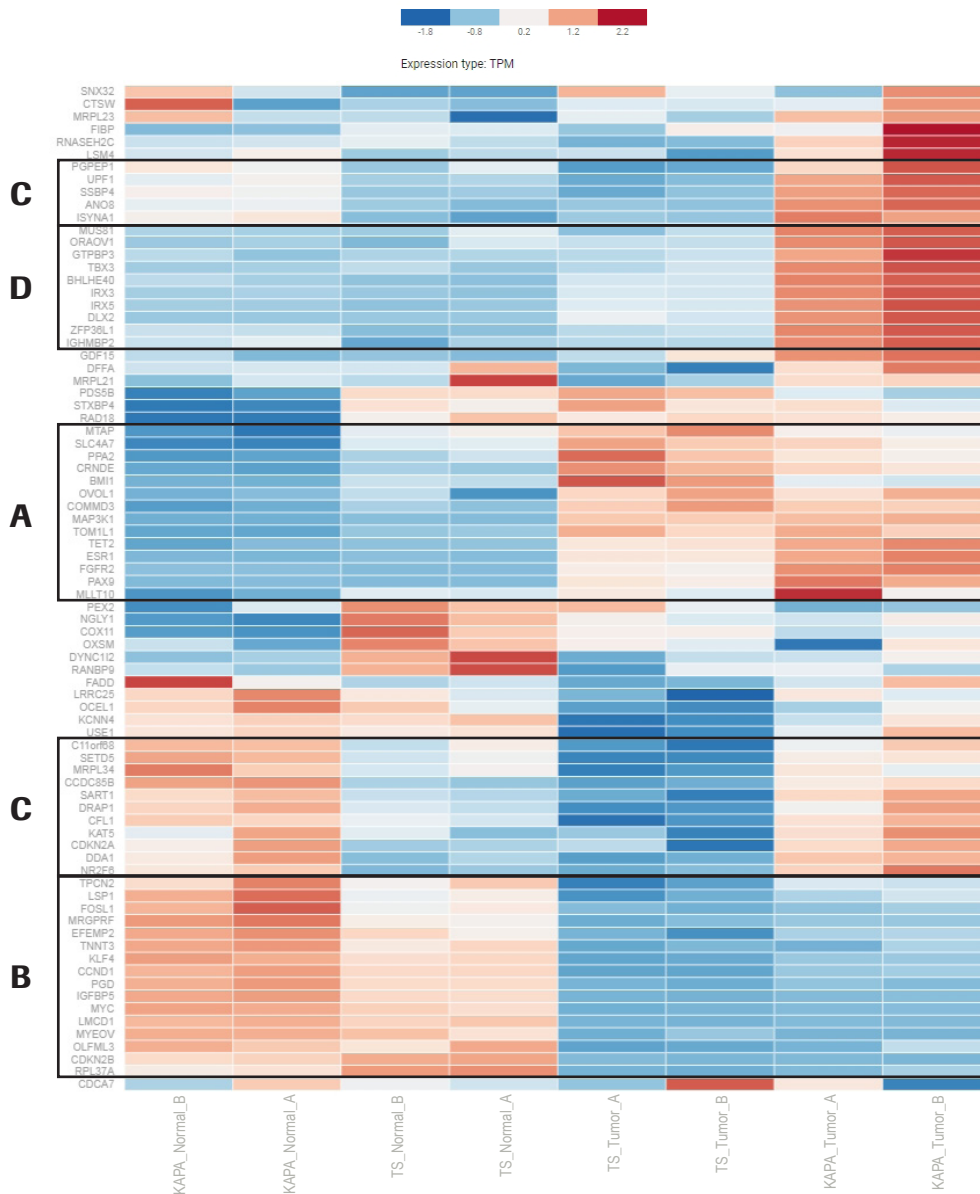 -1.8 -0.8 0.2 1.2 2.2
Expression type: TPM
SNX32
CTSW
MRPL23
FIBP
RNASEH2C
LSM4
C
PGPEP1
UPF1
SSBP4
ANO8
ISYNA1
D
MUS81
ORAOV1
GTPBP3
TBX3
BHLHE40
IRX3
IRX5
DLX2
ZFP36L1
IGHMBP2
GDF15
DFFA
MRPL21
PDS5B
STXBP4
RAD18
A
MTAP
SLC4A7
PPA2
CRNDE
BMI1
OVOL1
COMMD3
MAP3K1
TOM1L1
TET2
ESR1
FGFR2
PAX9
MLLT10
PEX2
NGLY1
COX11
OXSM
DYNC1I2
RANBP9
FADD
LRRC25
OCEL1
KCNN4
USE1
C
C11orf68
SETD5
MRPL34
CCDC85B
SART1
DRAP1
CFL1
KAT5
CDKN2A
DDA1
NR2F6
B
TPCN2
LSP1
FOSL1
MRGPRF
EFEMP2
TNNT3
KLF4
CCND1
PGD
IGFBP5
MYC
LMCD1
MYEOV
OLFML3
CDKN2B
RPL37A
CDCA7
KAPA_Normal_B
KAPA_Normal_A
TS_Normal_B
TS_Normal_A
TS_Tumor_A
TS_Tumor_B
KAPA_Tumor_A
KAPA_Tumor_B